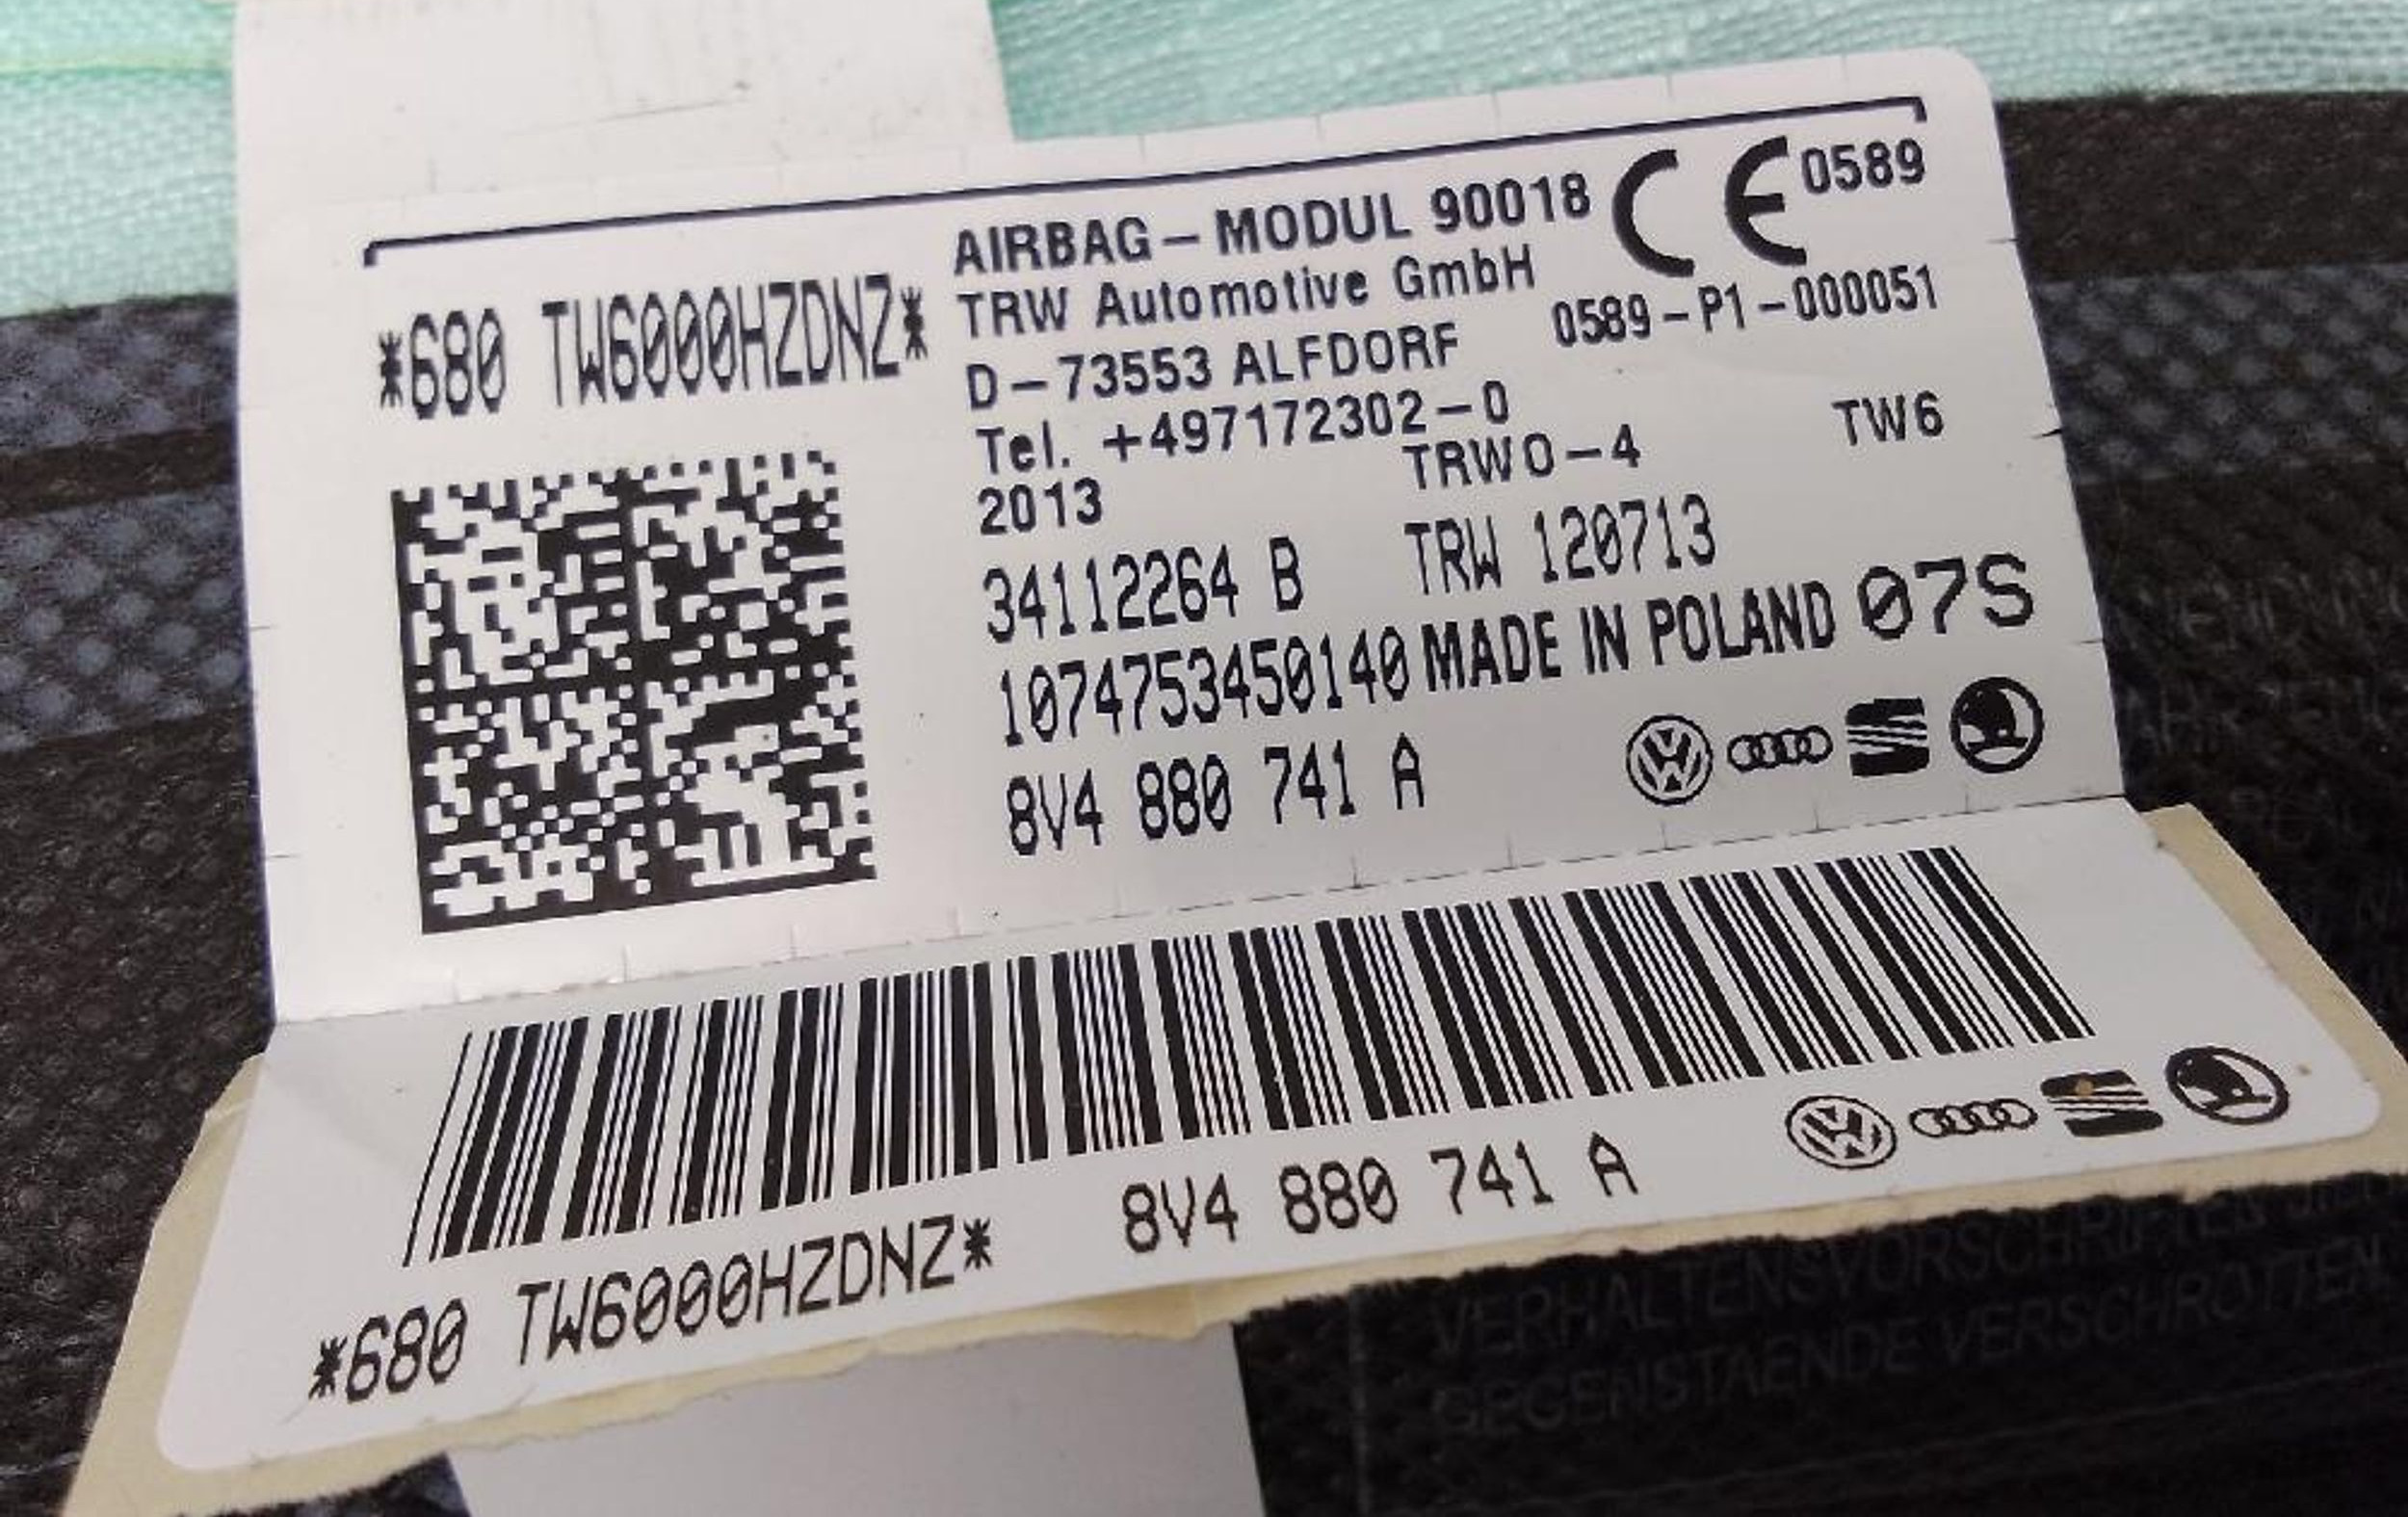 AIRBAG-MODUL 90018 CE 0589
*680 TW6000HZDNZ*
TRW Automotive GmbH
0589-P1-000051
D-73553 ALFDORF
Tel. +497172302-0
TRWO-4 TW6
2013
34112264 B TRW 120713
1074753450140 MADE IN POLAND 07S
8V4 880 741 A
*680 TW6000HZDNZ* 8V4 880 741 A
VERHALTENSVORSCHRIFTEN
GEGENSTAENDE VERSCHROTTEN